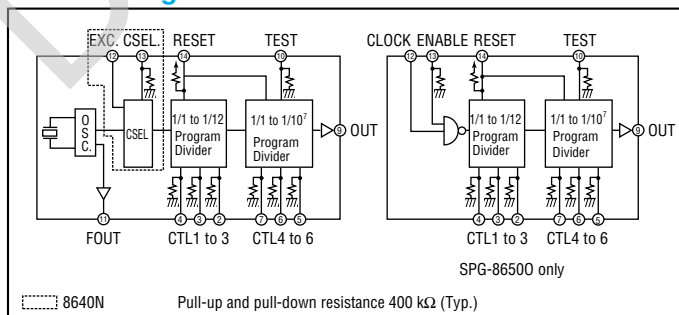 EXC. CSEL. RESET TEST
12 13 14 10
OSC.
CSEL
1/1 to 1/12
Program
Divider
1/1 to 1/10⁷
Program
Divider
9 OUT
11 4 3 2 7 6 5
FOUT CTL1 to 3 CTL4 to 6
CLOCK ENABLE RESET TEST
12 13 14 10
1/1 to 1/12
Program
Divider
1/1 to 1/10⁷
Program
Divider
9 OUT
4 3 2 7 6 5
CTL1 to 3 CTL4 to 6
SPG-8650O only
8640N Pull-up and pull-down resistance 400 kΩ (Typ.)